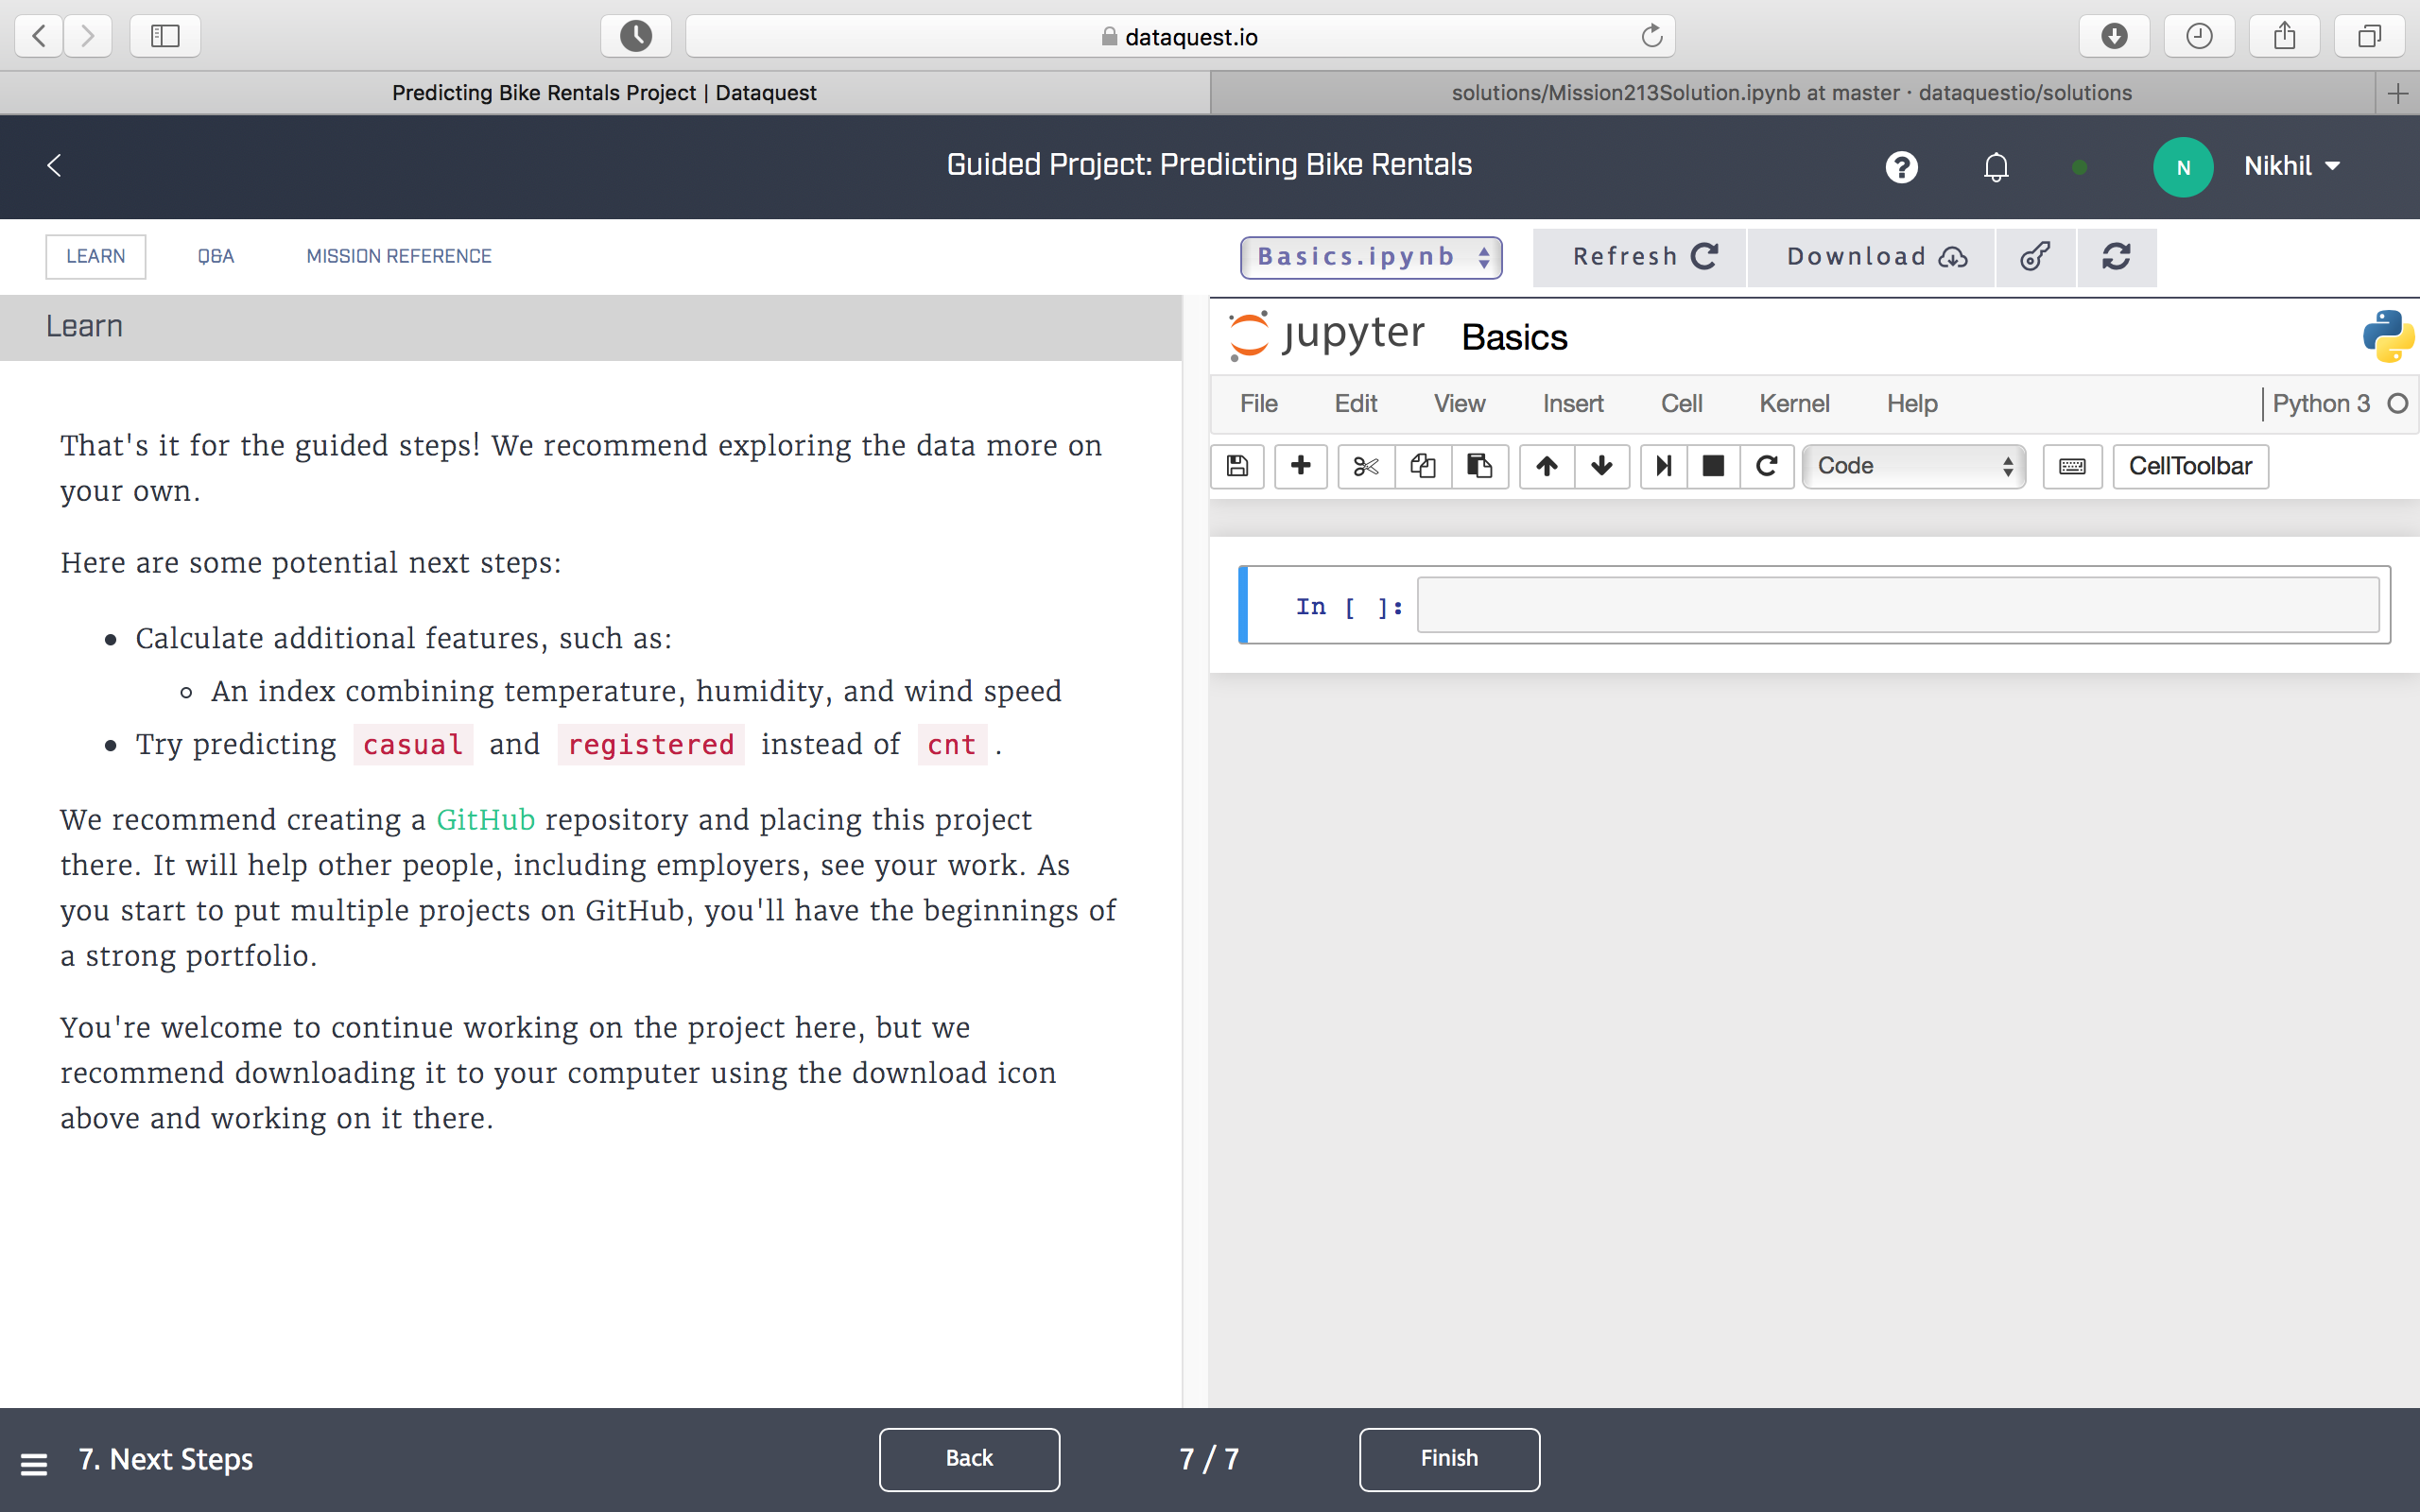 dataquest.io
Predicting Bike Rentals Project | Dataquest
solutions/Mission213Solution.ipynb at master · dataquestio/solutions
Guided Project: Predicting Bike Rentals
N
Nikhil
LEARN
Q&A
MISSION REFERENCE
Basics.ipynb
Refresh
Download
Learn
jupyter
Basics
File
Edit
View
Insert
Cell
Kernel
Help
Python 3
Code
CellToolbar
In [ ]:
That's it for the guided steps! We recommend exploring the data more on
your own.
Here are some potential next steps:
Calculate additional features, such as:
An index combining temperature, humidity, and wind speed
Try predicting casual and registered instead of cnt .
We recommend creating a GitHub repository and placing this project
there. It will help other people, including employers, see your work. As
you start to put multiple projects on GitHub, you'll have the beginnings of
a strong portfolio.
You're welcome to continue working on the project here, but we
recommend downloading it to your computer using the download icon
above and working on it there.
7. Next Steps
Back
7 / 7
Finish